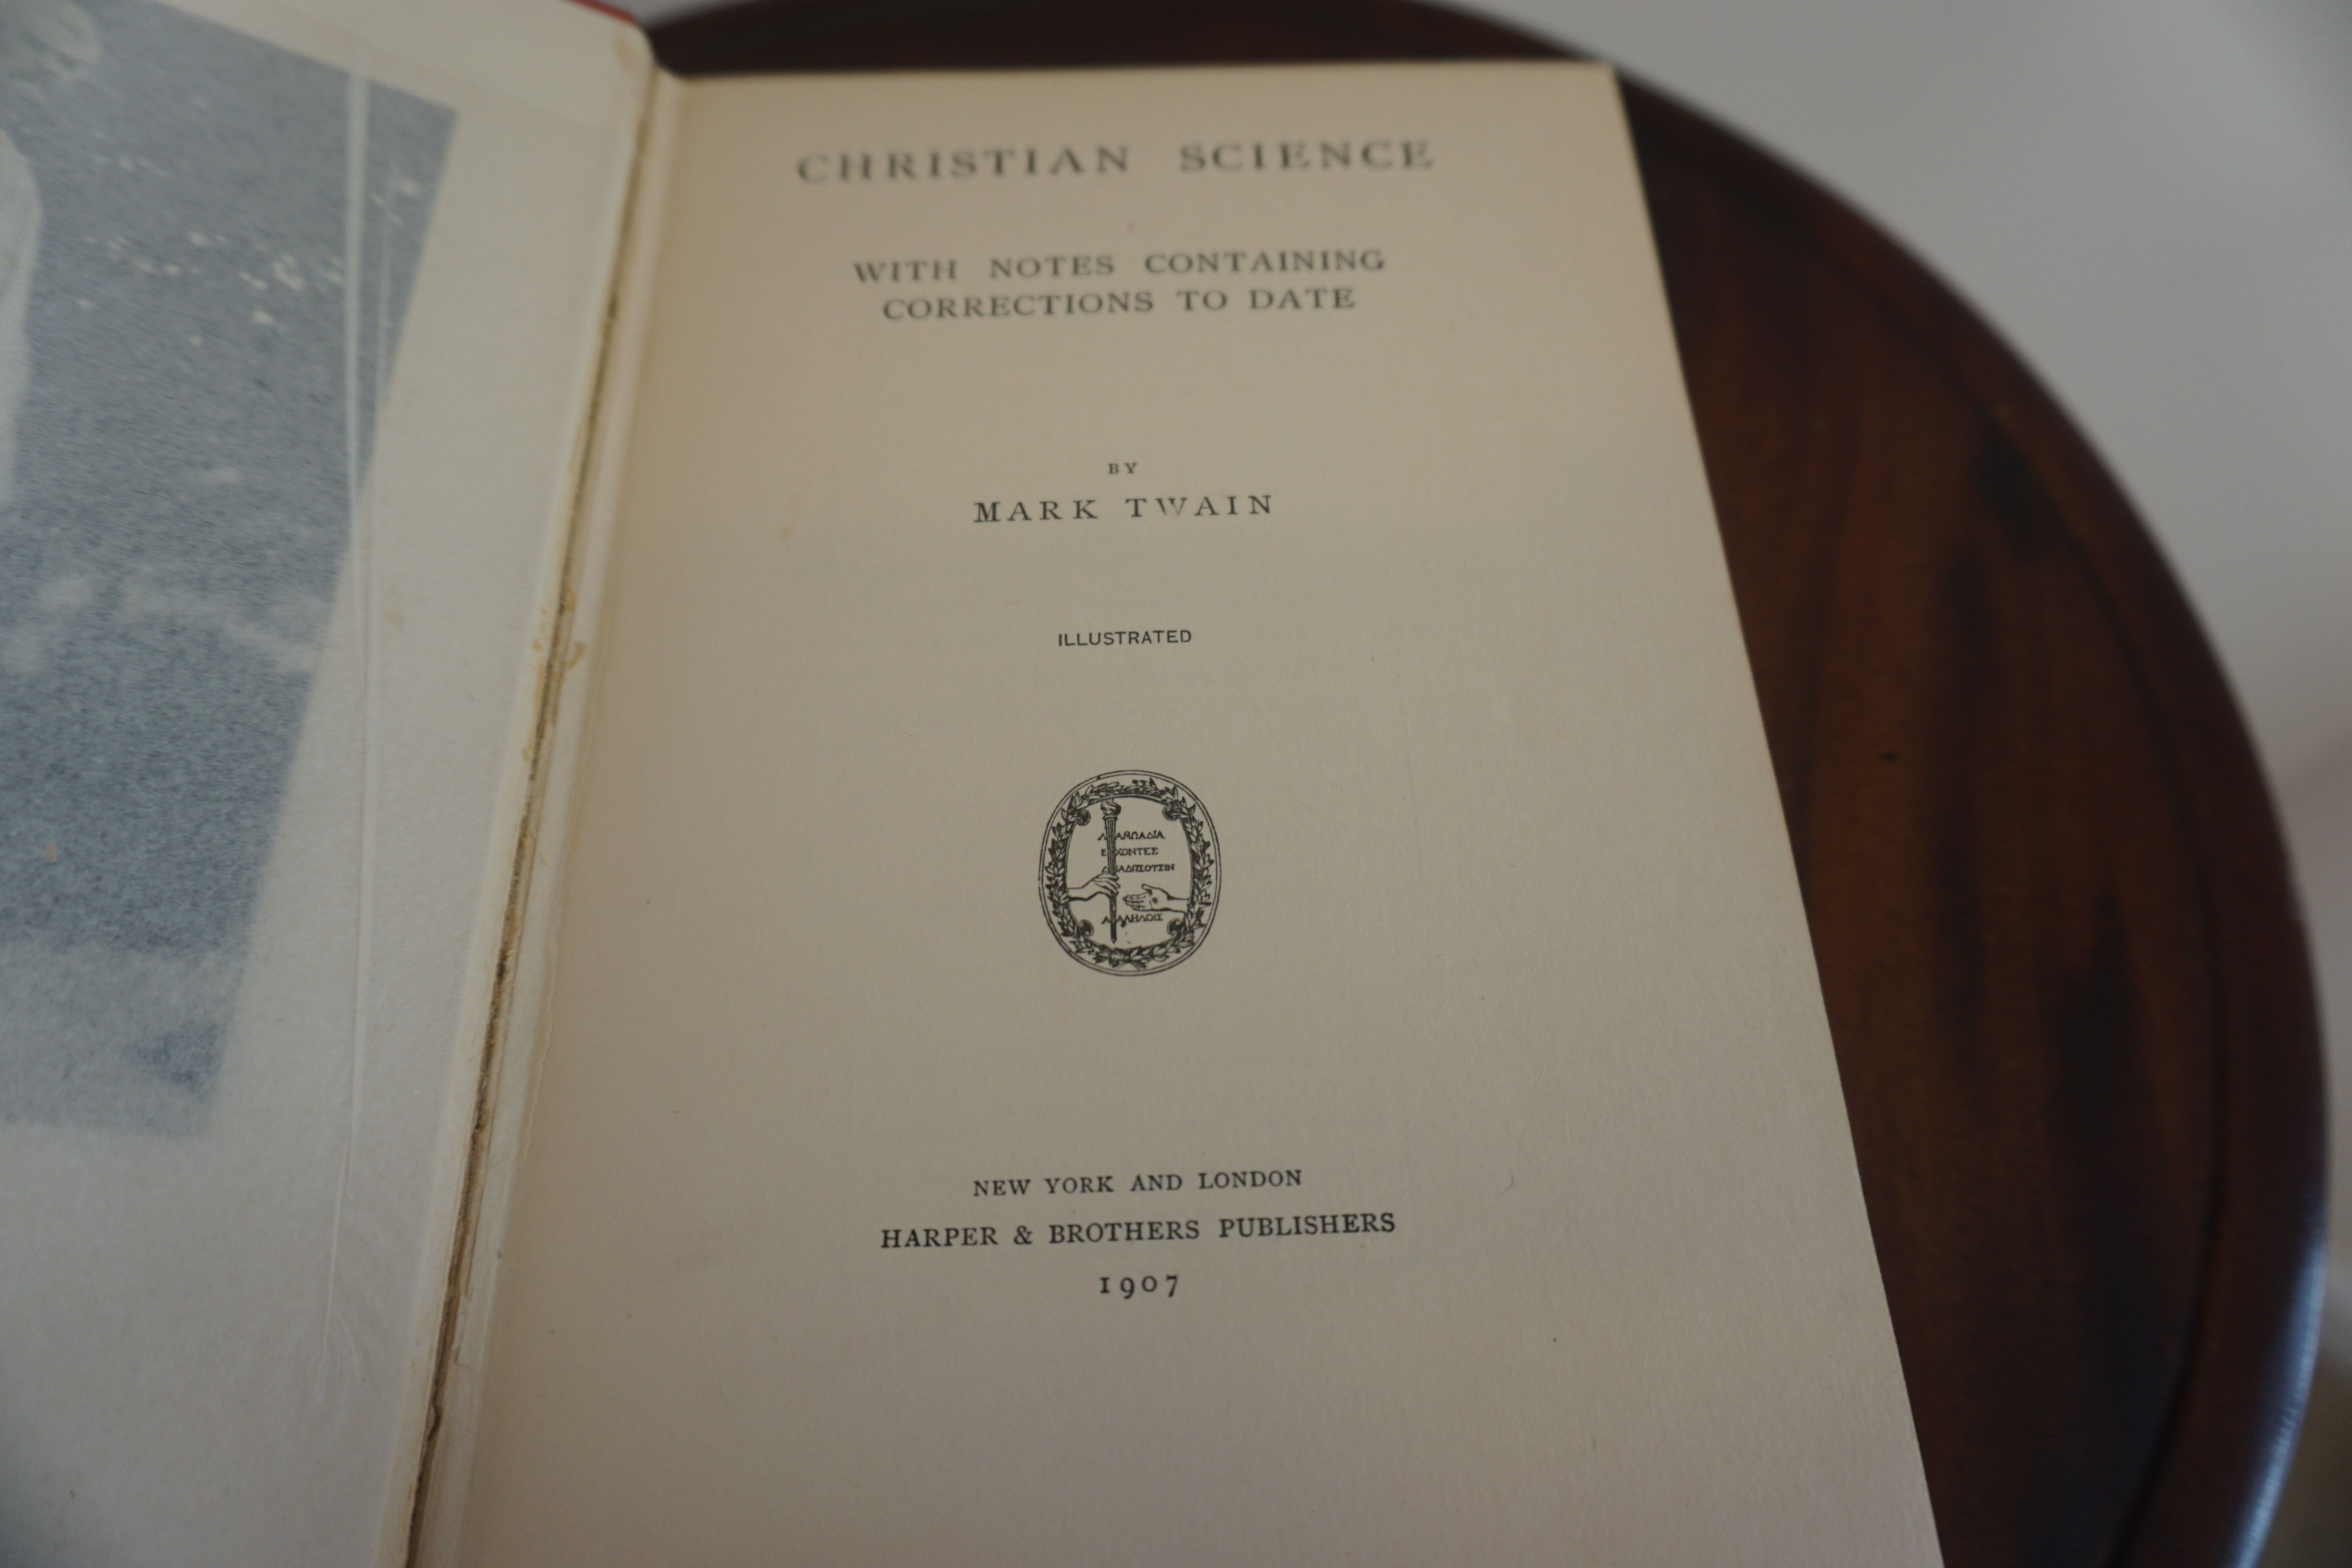 CHRISTIAN SCIENCE
WITH NOTES CONTAINING
CORRECTIONS TO DATE
BY
MARK TWAIN
ILLUSTRATED
ΕΧΟΝΤΕΣ
NEW YORK AND LONDON
HARPER & BROTHERS PUBLISHERS
1907